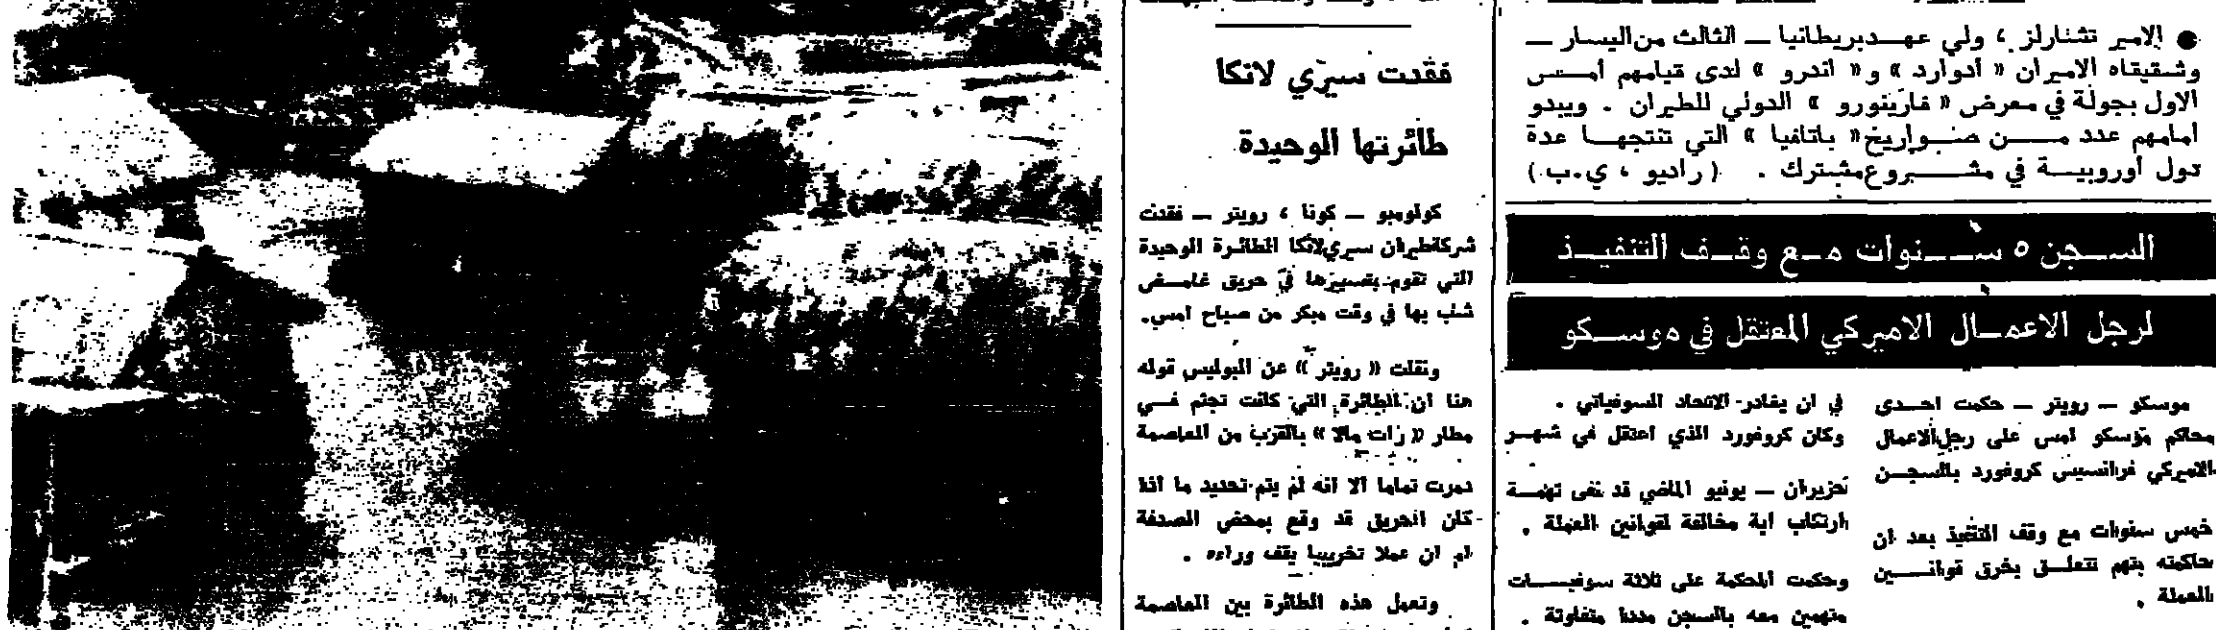 ● الامير تشارلز ، ولي عهد بريطانيا — الثالث من اليسار —
وشقيقاه الاميران « أدوارد » و« اندرو » لدى قيامهم أمس
الاول بجولة في معرض « فارينورو » الدولي للطيران . ويبدو
امامهم عدد من صواريخ « باتافيا » التي تنتجها عدة
دول أوروبية في مشروع مشترك . ( راديو ، ي.ب )
السجن ٥ سنوات مع وقف التنفيذ
لرجل الاعمال الاميركي المعتقل في موسكو
موسكو — رويتر — حكمت احدى
محاكم موسكو امس على رجل الاعمال
الاميركي فرانسيس كروفورد بالسجن
خمس سنوات مع وقف التنفيذ بعد ان
حاكمته بتهم تتعلق بخرق قوانين
العملة .
في ان يغادر الاتحاد السوفياتي .
وكان كروفورد الذي اعتقل في شهر
حزيران — يونيو الماضي قد نفى تهمة
ارتكاب اية مخالفة لقوانين العملة .
وحكمت المحكمة على ثلاثة سوفييت
متهمين معه بالسجن مددا متفاوتة .
فقدت سيري لانكا
طائرتها الوحيدة
كولومبو — كونا ، رويتر — فقدت
شركة طيران سيري لانكا الطائرة الوحيدة
التي تقوم بتسييرها في حريق غامض
شب بها في وقت مبكر من صباح امس.
ونقلت « رويتر » عن البوليس قوله
هنا ان الطائرة التي كانت تجثم في
مطار « رات مالا » بالقرب من العاصمة
دمرت تماما الا انه لم يتم تحديد ما اذا
كان الحريق قد وقع بمحض الصدفة
ام ان عملا تخريبيا يقف وراءه .
وتعمل هذه الطائرة بين العاصمة